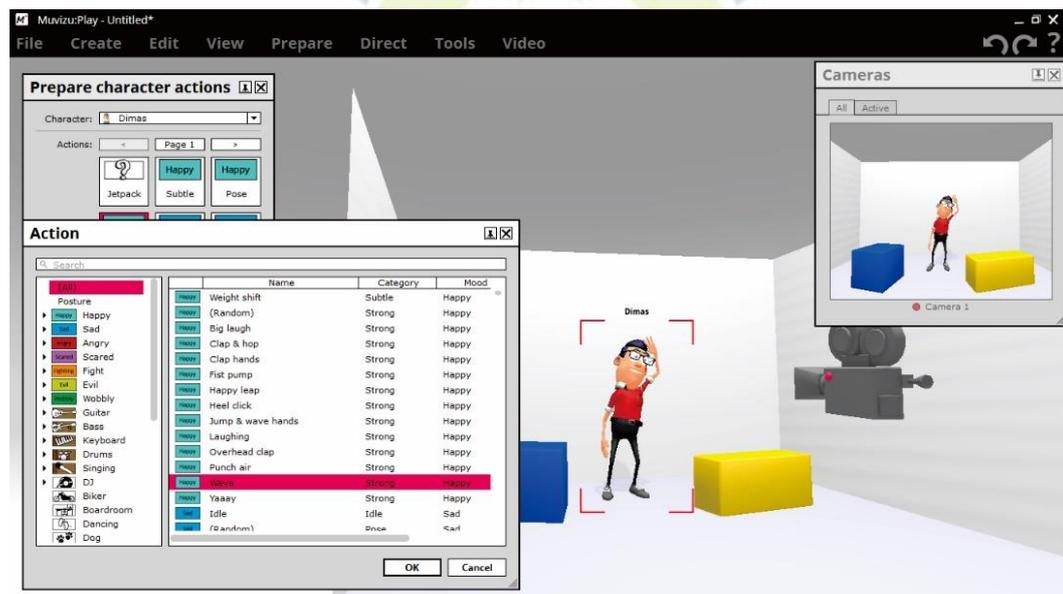 Muvizu:Play - Untitled*
File Create Edit View Prepare Direct Tools Video ?
Prepare character actions
Character: Dimas
Actions: < Page 1 >
Happy Happy
Jetpack Subtle Pose
Action
Search
(All)
Posture
Happy Happy
Sad Sad
Angry Angry
Scared Scared
Fighting Fight
Evil Evil
Wobbly Wobbly
Guitar
Bass
Keyboard
Drums
Singing
DJ
Biker
Boardroom
Dancing
Dog
Name Category Mood
Happy Weight shift Subtle Happy
Happy (Random) Strong Happy
Happy Big laugh Strong Happy
Happy Clap & hop Strong Happy
Happy Clap hands Strong Happy
Happy Fist pump Strong Happy
Happy Happy leap Strong Happy
Happy Heel click Strong Happy
Happy Jump & wave hands Strong Happy
Happy Laughing Strong Happy
Happy Overhead clap Strong Happy
Happy Punch air Strong Happy
Happy Wave Strong Happy
Happy Yaaay Strong Happy
Sad Idle Idle Sad
Sad (Random) Pose Sad
OK Cancel
Dimas
Cameras
All Active
Camera 1